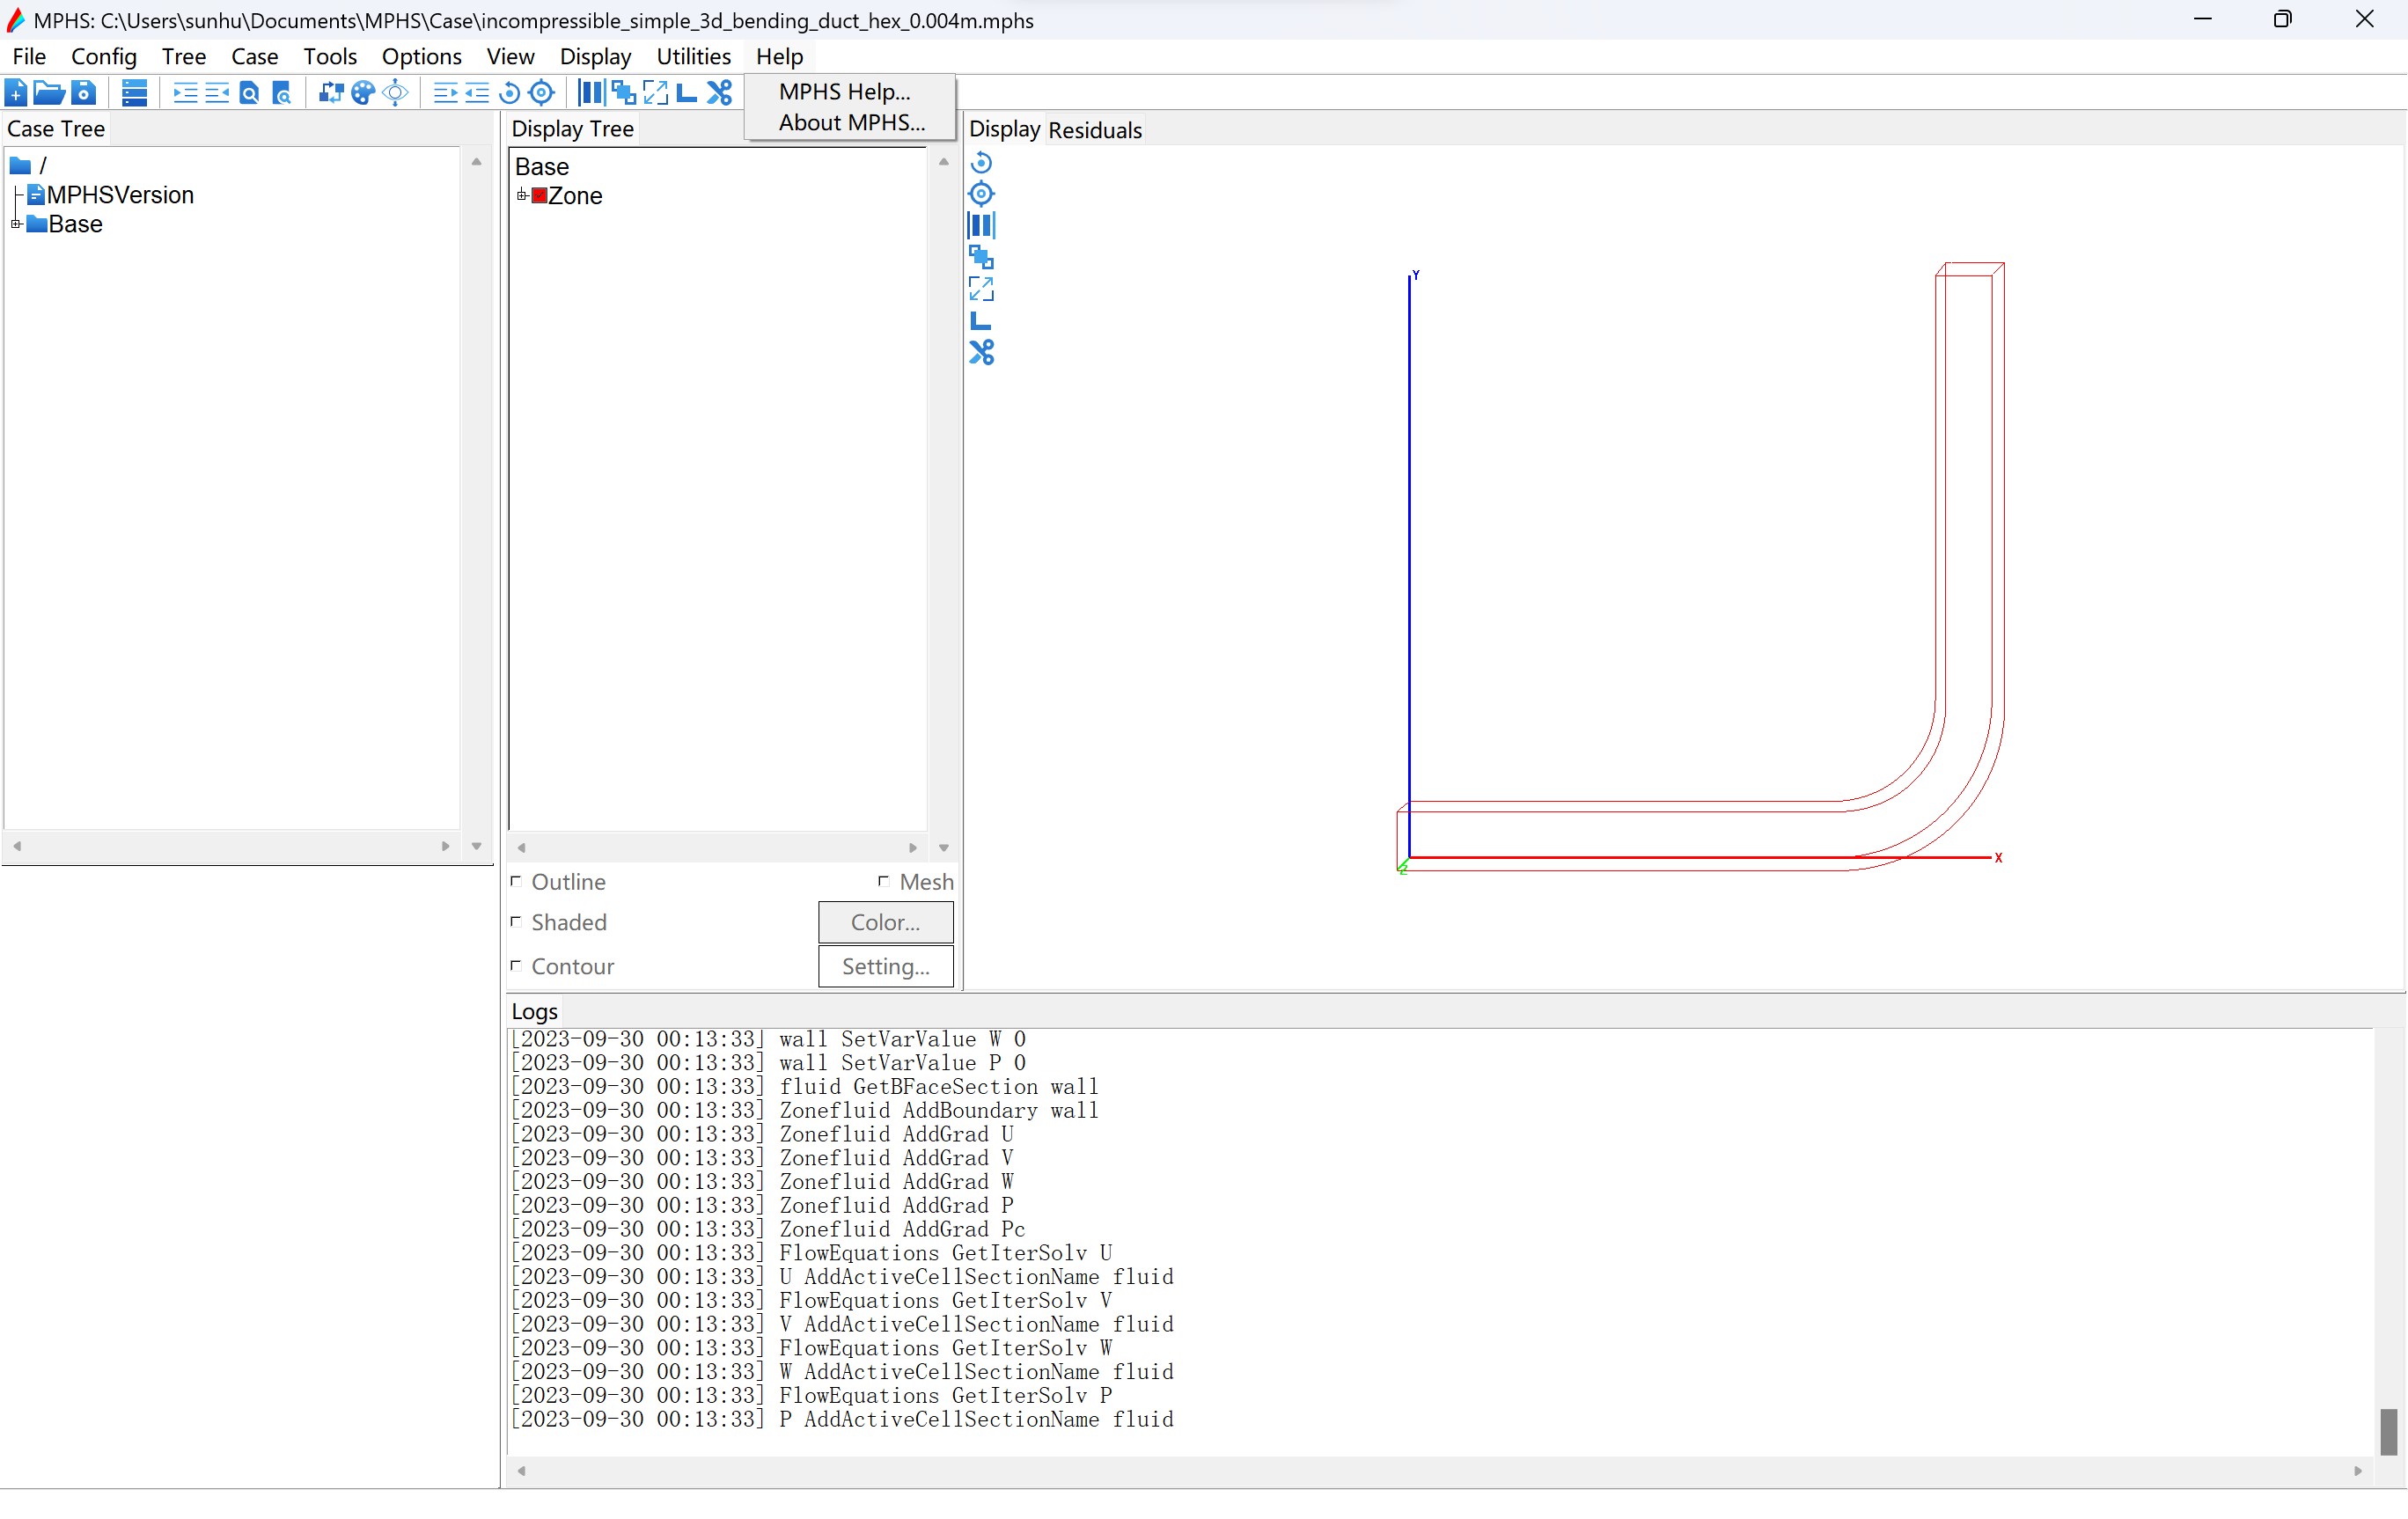 MPHS: C:\Users\sunhu\Documents\MPHS\Case\incompressible_simple_3d_bending_duct_hex_0.004m.mphs
File Config Tree Case Tools Options View Display Utilities Help
MPHS Help...
About MPHS...
Case Tree
/
MPHSVersion
Base
Display Tree
Base
Zone
Outline Mesh
Shaded Color...
Contour Setting...
Display Residuals
Y
X
Z
Logs
[2023-09-30 00:13:33] wall SetVarValue W 0
[2023-09-30 00:13:33] wall SetVarValue P 0
[2023-09-30 00:13:33] fluid GetBFaceSection wall
[2023-09-30 00:13:33] Zonefluid AddBoundary wall
[2023-09-30 00:13:33] Zonefluid AddGrad U
[2023-09-30 00:13:33] Zonefluid AddGrad V
[2023-09-30 00:13:33] Zonefluid AddGrad W
[2023-09-30 00:13:33] Zonefluid AddGrad P
[2023-09-30 00:13:33] Zonefluid AddGrad Pc
[2023-09-30 00:13:33] FlowEquations GetIterSolv U
[2023-09-30 00:13:33] U AddActiveCellSectionName fluid
[2023-09-30 00:13:33] FlowEquations GetIterSolv V
[2023-09-30 00:13:33] V AddActiveCellSectionName fluid
[2023-09-30 00:13:33] FlowEquations GetIterSolv W
[2023-09-30 00:13:33] W AddActiveCellSectionName fluid
[2023-09-30 00:13:33] FlowEquations GetIterSolv P
[2023-09-30 00:13:33] P AddActiveCellSectionName fluid